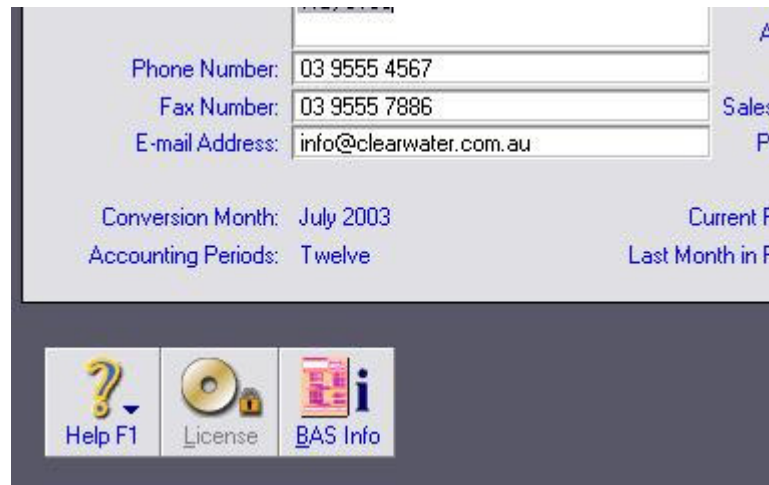 A
Phone Number: 03 9555 4567
Fax Number: 03 9555 7886 Sales
E-mail Address: info@clearwater.com.au P
Conversion Month: July 2003 Current F
Accounting Periods: Twelve Last Month in F
Help F1 License BAS Info